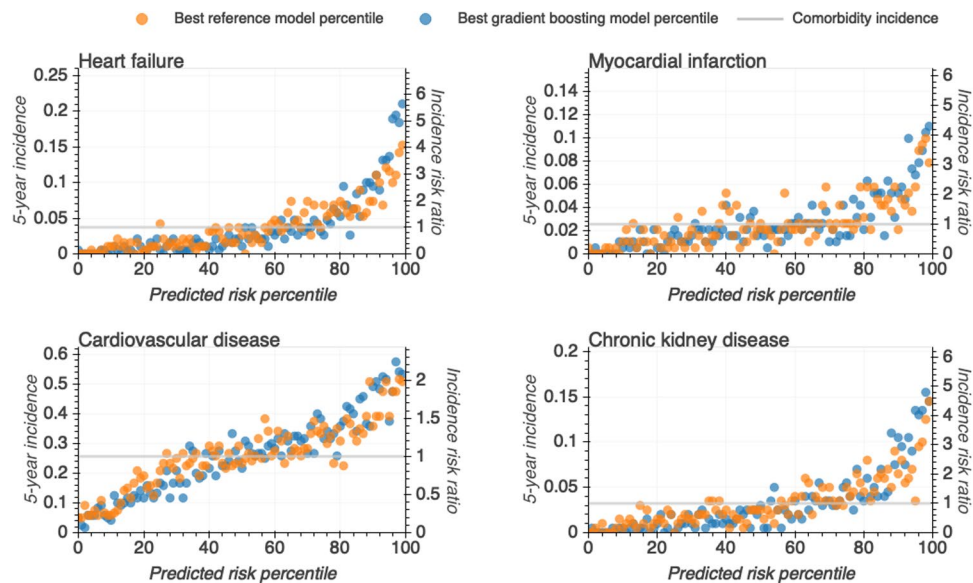 Best reference model percentile Best gradient boosting model percentile Comorbidity incidence
Heart failure
5-year incidence
0.25
0.2
0.15
0.1
0.05
0
6
5
4
3
2
1
0
Incidence risk ratio
0 20 40 60 80 100
Predicted risk percentile
Myocardial infarction
5-year incidence
0.14
0.12
0.1
0.08
0.06
0.04
0.02
0
6
5
4
3
2
1
0
Incidence risk ratio
0 20 40 60 80 100
Predicted risk percentile
Cardiovascular disease
5-year incidence
0.6
0.5
0.4
0.3
0.2
0.1
0
2
1.5
1
0.5
0
Incidence risk ratio
0 20 40 60 80 100
Predicted risk percentile
Chronic kidney disease
5-year incidence
0.2
0.15
0.1
0.05
0
6
5
4
3
2
1
0
Incidence risk ratio
0 20 40 60 80 100
Predicted risk percentile